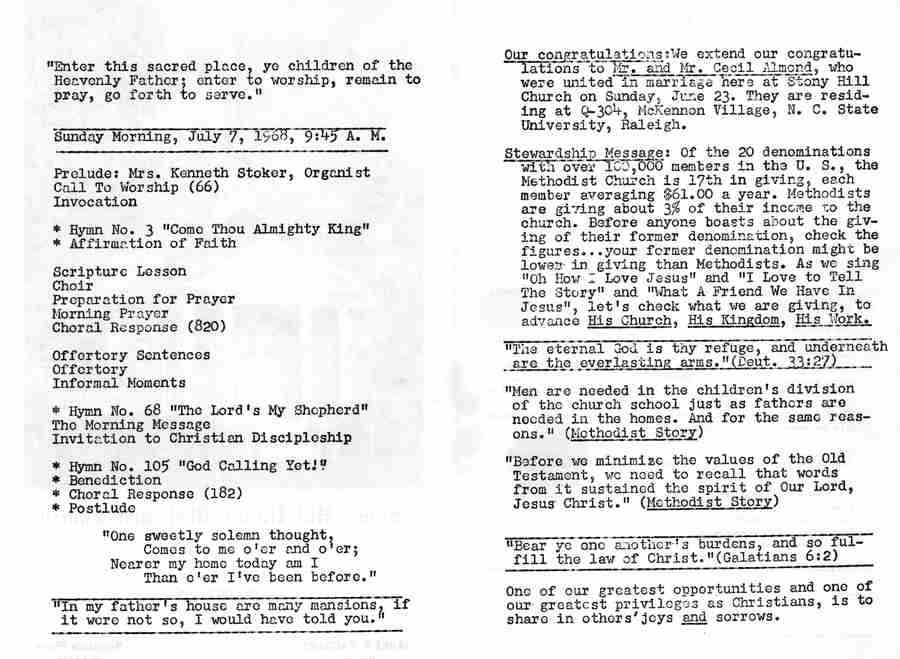 "Enter this sacred place, ye children of the
Heavenly Father; enter to worship, remain to
pray, go forth to serve."
Sunday Morning, July 7, 1968, 9:45 A. M.
Prelude: Mrs. Kenneth Stoker, Organist
Call To Worship (66)
Invocation
* Hymn No. 3 "Come Thou Almighty King"
* Affirmation of Faith
Scripture Lesson
Choir
Preparation for Prayer
Morning Prayer
Choral Response (820)
Offertory Sentences
Offertory
Informal Moments
* Hymn No. 68 "The Lord's My Shepherd"
The Morning Message
Invitation to Christian Discipleship
* Hymn No. 105 "God Calling Yet!"
* Benediction
* Choral Response (182)
* Postlude
"One sweetly solemn thought,
Comes to me o'er and o'er;
Nearer my home today am I
Than e'er I've been before."
"In my father's house are many mansions, if
it were not so, I would have told you."
Our congratulations:We extend our congratu-
lations to Mr. and Mr. Cecil Almond, who
were united in marriage here at Stony Hill
Church on Sunday, June 23. They are resid-
ing at Q-304, McKennon Village, N. C. State
University, Raleigh.
Stewardship Message: Of the 20 denominations
with over 100,000 members in the U. S., the
Methodist Church is 17th in giving, each
member averaging $61.00 a year. Methodists
are giving about 3% of their income to the
church. Before anyone boasts about the giv-
ing of their former denomination, check the
figures...your former denomination might be
lower in giving than Methodists. As we sing
"Oh How I Love Jesus" and "I Love to Tell
The Story" and "What A Friend We Have In
Jesus", let's check what we are giving, to
advance His Church, His Kingdom, His Work.
"The eternal God is thy refuge, and underneath
are the everlasting arms."(Deut. 33:27)
"Men are needed in the children's division
of the church school just as fathers are
needed in the homes. And for the same reas-
ons." (Methodist Story)
"Before we minimize the values of the Old
Testament, we need to recall that words
from it sustained the spirit of Our Lord,
Jesus Christ." (Methodist Story)
"Bear ye one another's burdens, and so ful-
fill the law of Christ."(Galatians 6:2)
One of our greatest opportunities and one of
our greatest privileges as Christians, is to
share in others'joys and sorrows.